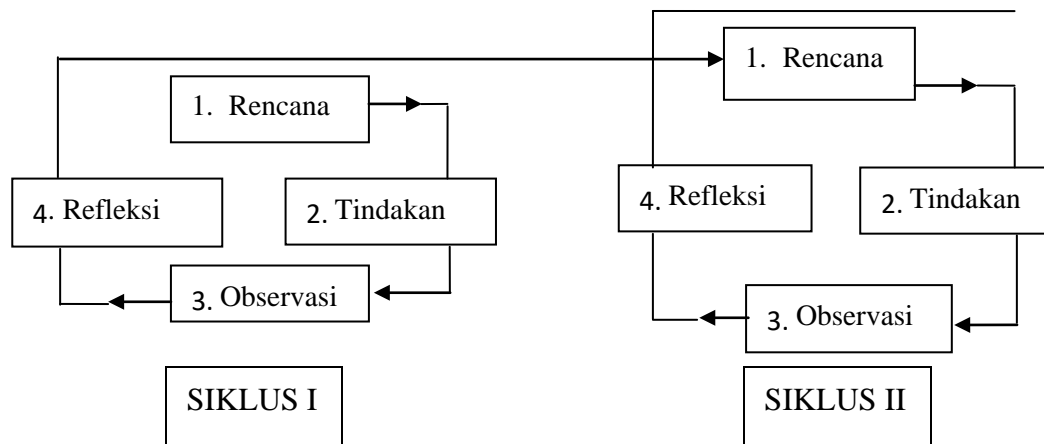 1. Rencana
4. Refleksi
2. Tindakan
3. Observasi
SIKLUS I
1. Rencana
4. Refleksi
2. Tindakan
3. Observasi
SIKLUS II